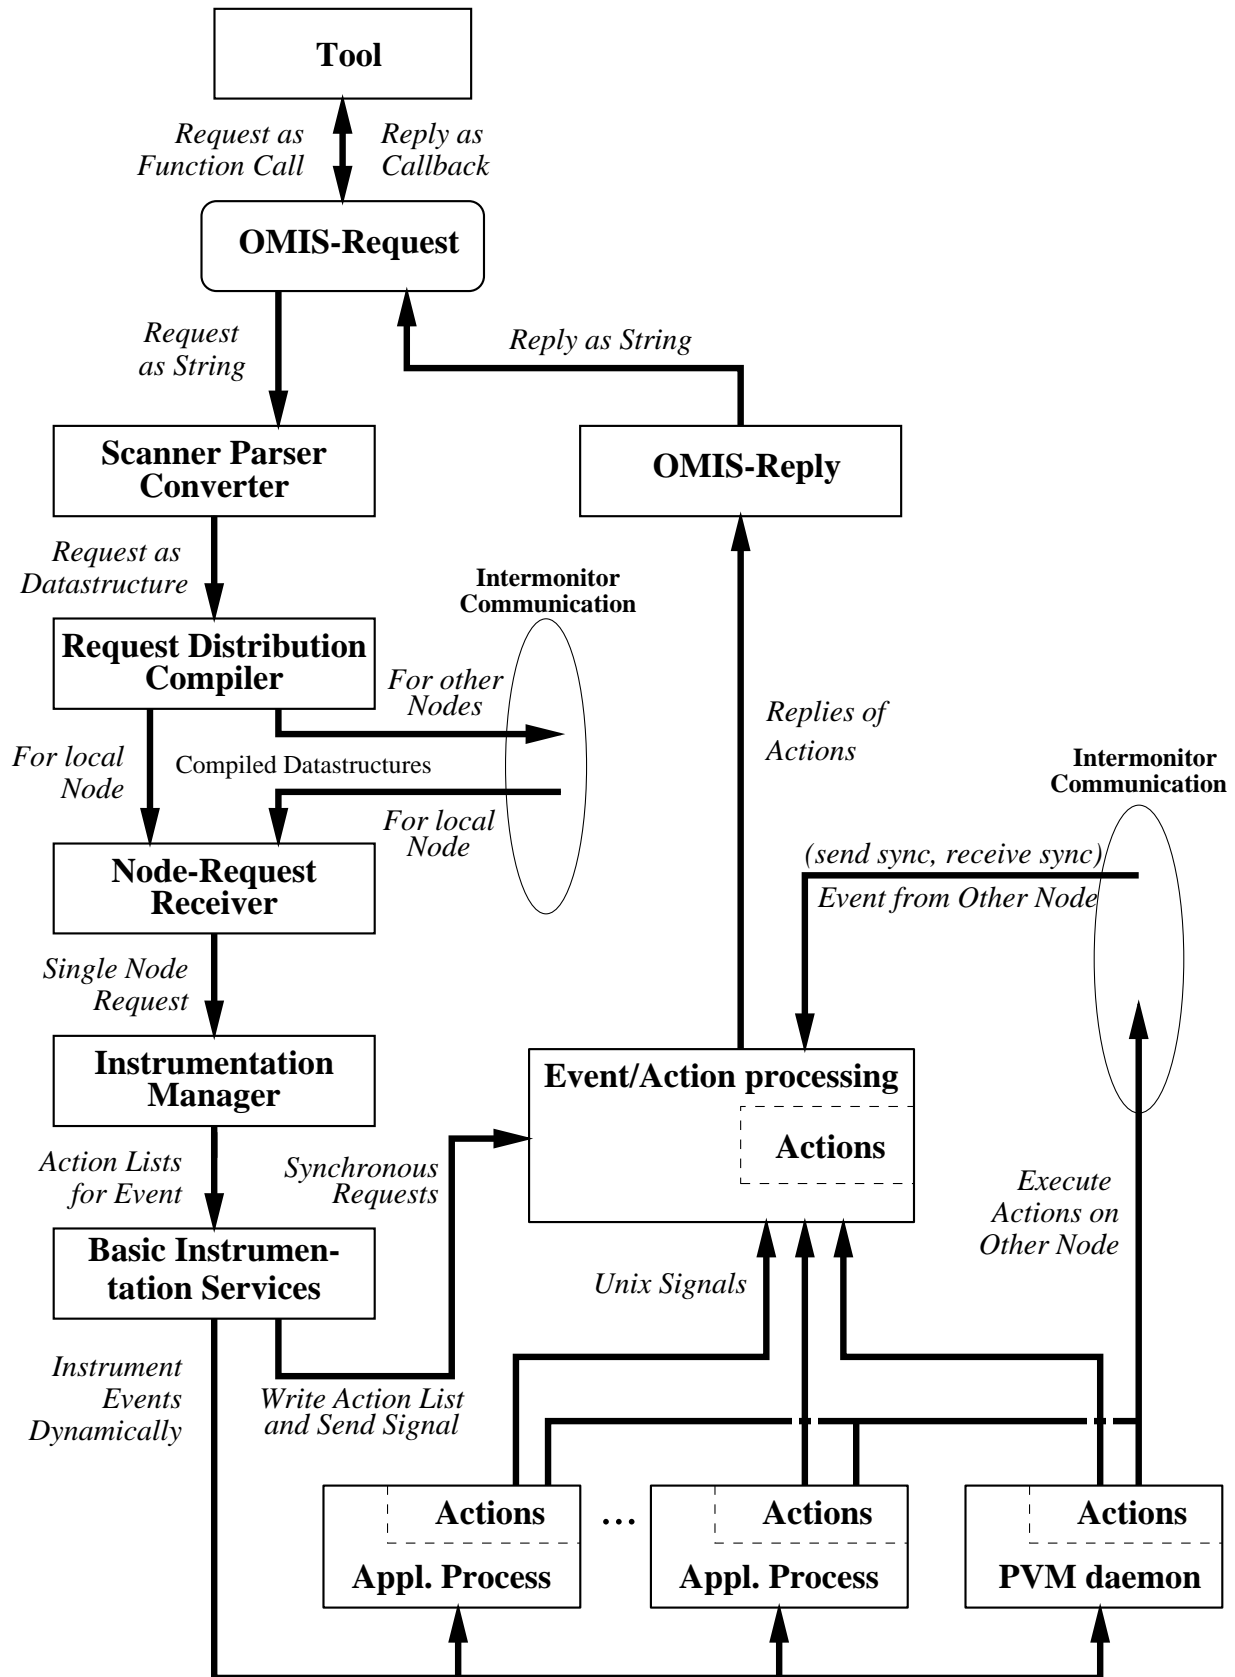 Tool
Request as
Function Call
Reply as
Callback
OMIS-Request
Request
as String
Reply as String
Scanner Parser
Converter
OMIS-Reply
Request as
Datastructure
Intermonitor
Communication
Request Distribution
Compiler
For other
Nodes
Replies of
Actions
For local
Node
Compiled Datastructures
Intermonitor
Communication
For local
Node
Node-Request
Receiver
(send sync, receive sync)
Event from Other Node
Single Node
Request
Instrumentation
Manager
Event/Action processing
Actions
Action Lists
for Event
Synchronous
Requests
Execute
Actions on
Other Node
Basic Instrumen-
tation Services
Unix Signals
Instrument
Events
Dynamically
Write Action List
and Send Signal
Actions
Appl. Process
...
Actions
Appl. Process
Actions
PVM daemon